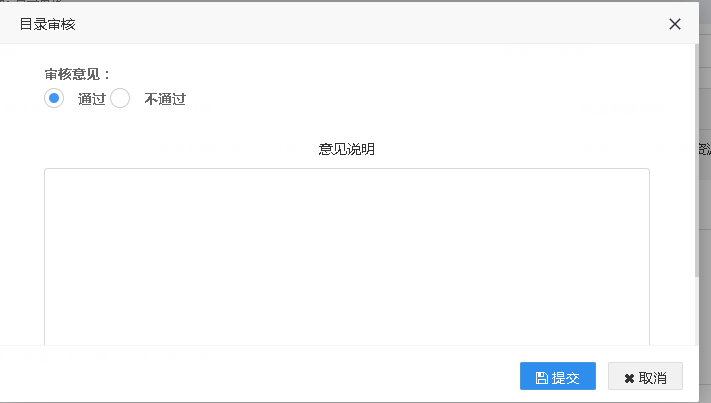 目录审核
审核意见：
通过 不通过
意见说明
提交 取消